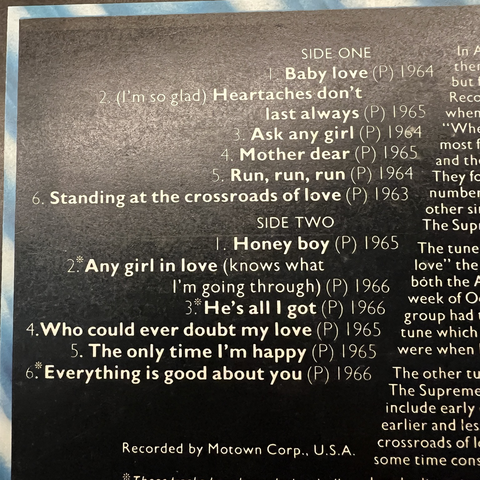 SIDE ONE
1. Baby love (P) 1964
2. (I'm so glad) Heartaches don't
last always (P) 1965
3. Ask any girl (P) 1964
4. Mother dear (P) 1965
5. Run, run, run (P) 1964
6. Standing at the crossroads of love (P) 1963
SIDE TWO
1. Honey boy (P) 1965
2.* Any girl in love (knows what
I'm going through) (P) 1966
3.* He's all I got (P) 1966
4. Who could ever doubt my love (P) 1965
5. The only time I'm happy (P) 1965
6.* Everything is good about you (P) 1966
Recorded by Motown Corp., U.S.A.
In A
then
but f
Reco
when
"Whe
most f
and the
They fo
number
other sin
The Supr
The tune
love" the
both the A
week of Oc
group had t
tune which
were when
The other tu
The Supreme
include early
earlier and les
crossroads of lo
some time cons